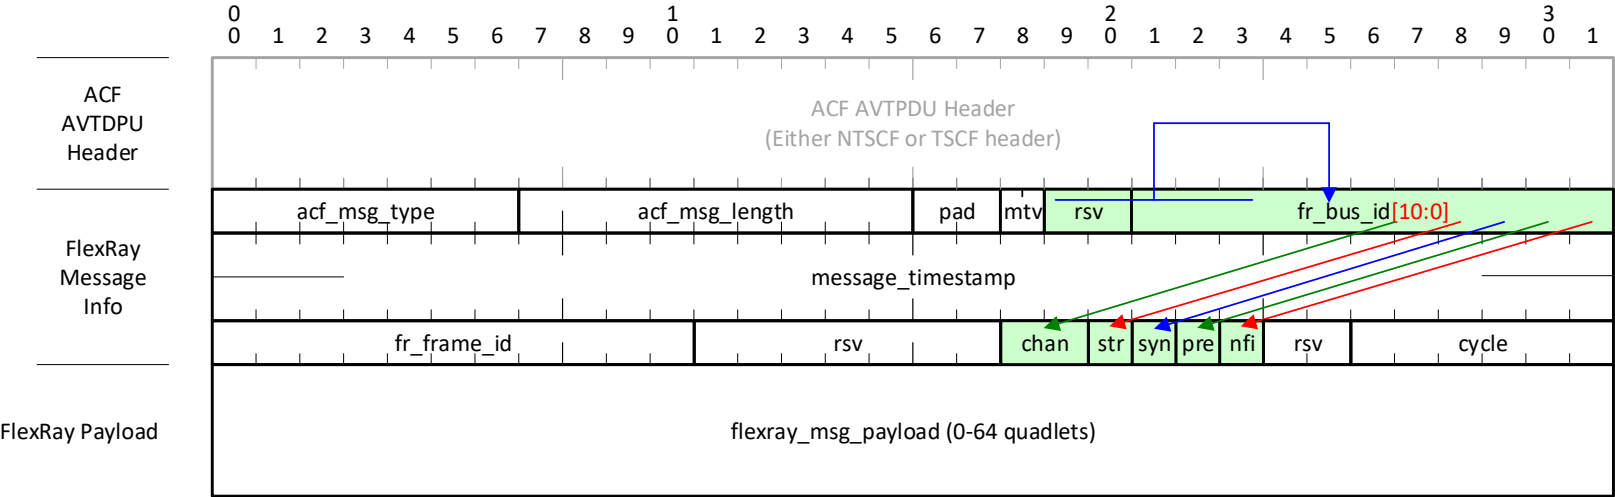 0 1 2 3
0 1 2 3 4 5 6 7 8 9 0 1 2 3 4 5 6 7 8 9 0 1 2 3 4 5 6 7 8 9 0 1
ACF
AVTDPU
Header
ACF AVTPDU Header
(Either NTSCF or TSCF header)
FlexRay
Message
Info
acf_msg_type acf_msg_length pad mtv rsv fr_bus_id[10:0]
message_timestamp
fr_frame_id rsv chan str syn pre nfi rsv cycle
FlexRay Payload
flexray_msg_payload (0-64 quadlets)